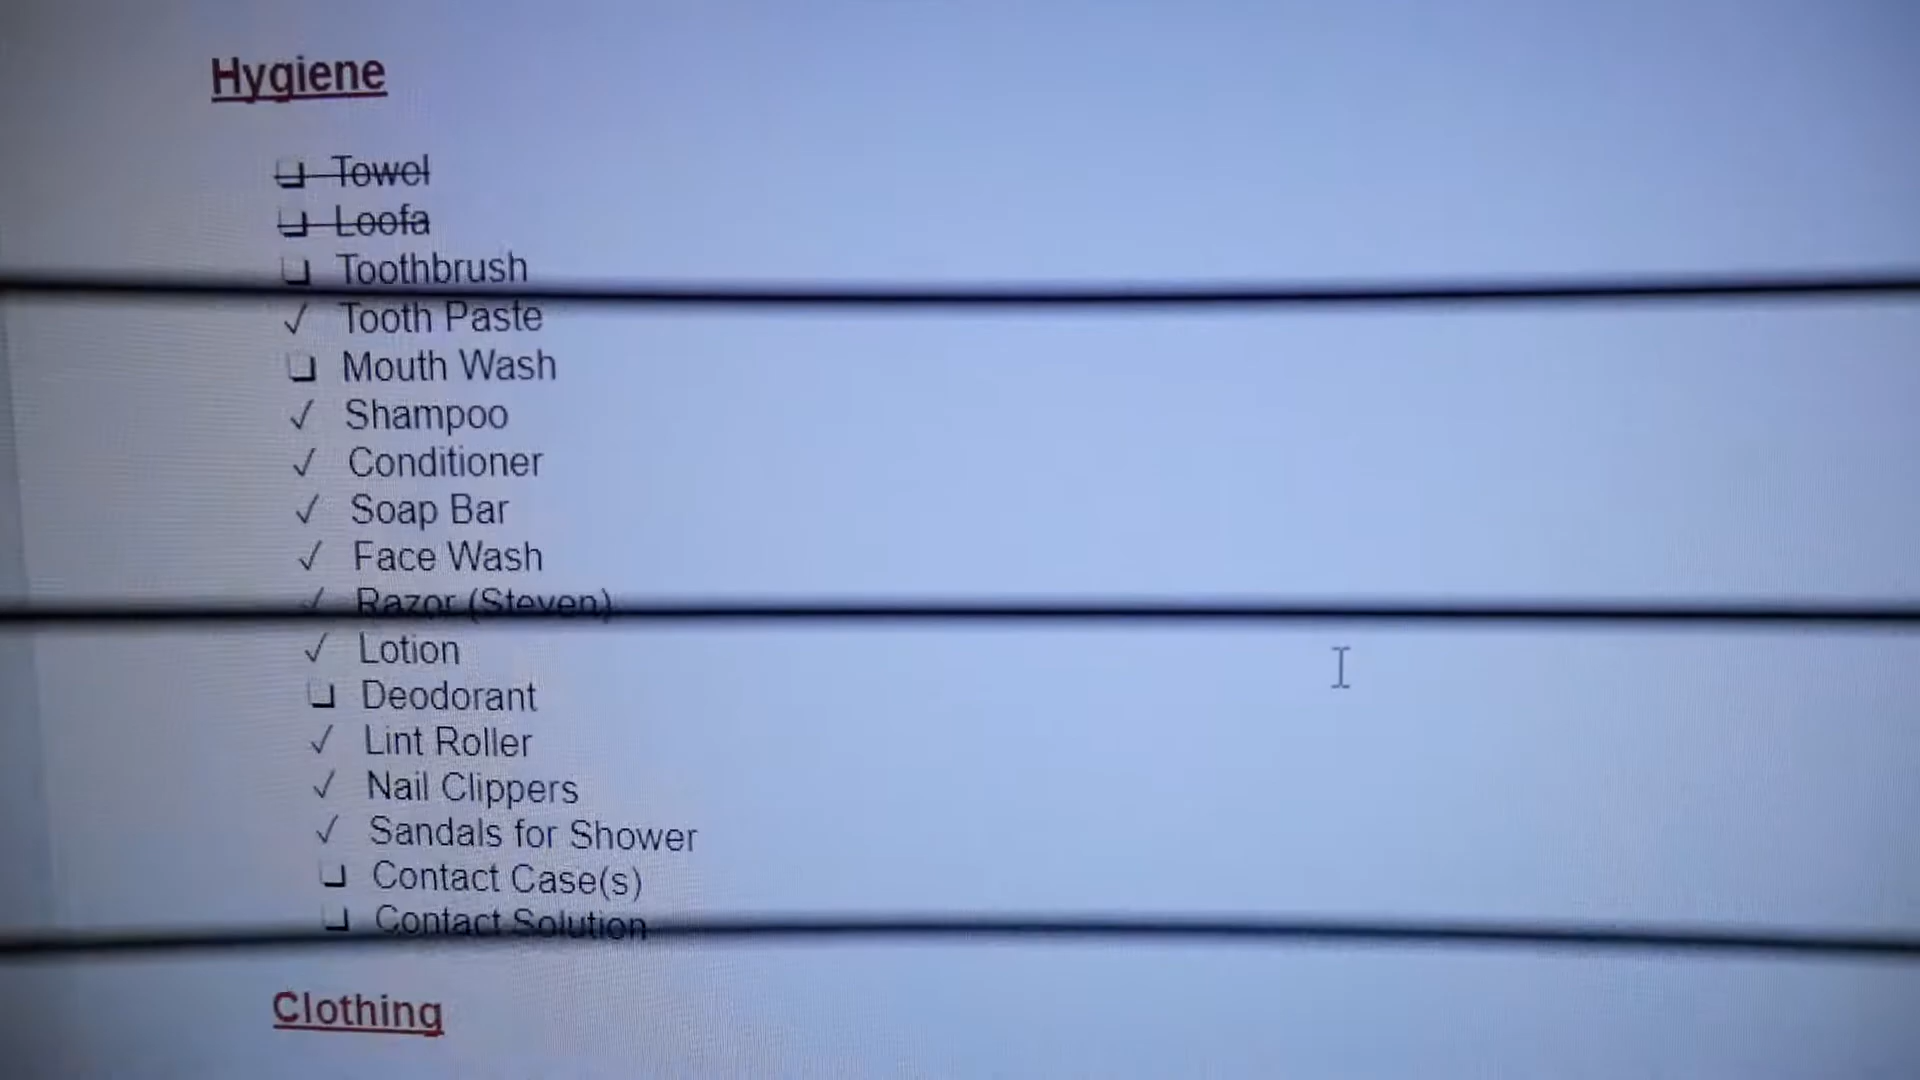 Hygiene
❏ Towel
❏ Loofa
❏ Toothbrush
✓ Tooth Paste
❏ Mouth Wash
✓ Shampoo
✓ Conditioner
✓ Soap Bar
✓ Face Wash
✓ Razor (Steven)
✓ Lotion
❏ Deodorant
✓ Lint Roller
✓ Nail Clippers
✓ Sandals for Shower
❏ Contact Case(s)
❏ Contact Solution
Clothing